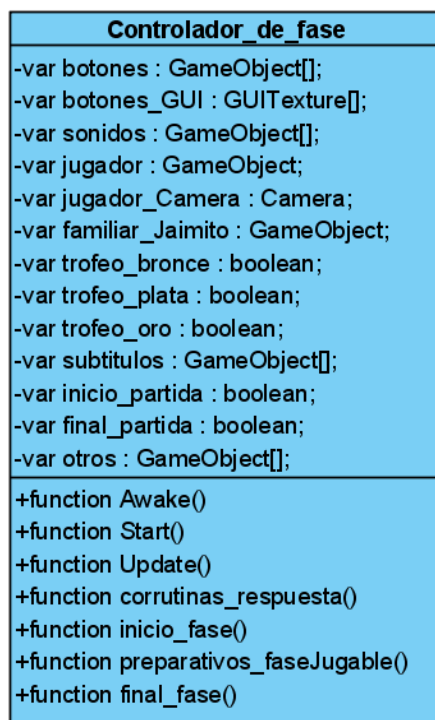 Controlador_de_fase
-var botones : GameObject[];
-var botones_GUI : GUITexture[];
-var sonidos : GameObject[];
-var jugador : GameObject;
-var jugador_Camera : Camera;
-var familiar_Jaimito : GameObject;
-var trofeo_bronce : boolean;
-var trofeo_plata : boolean;
-var trofeo_oro : boolean;
-var subtitulos : GameObject[];
-var inicio_partida : boolean;
-var final_partida : boolean;
-var otros : GameObject[];
+function Awake()
+function Start()
+function Update()
+function corrutinas_respuesta()
+function inicio_fase()
+function preparativos_faseJugable()
+function final_fase()